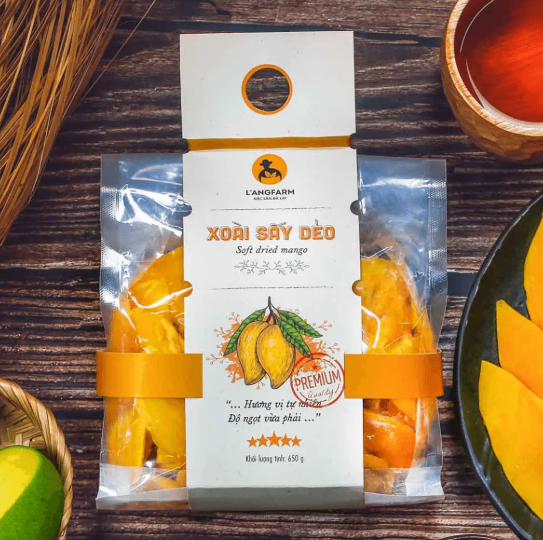 L'ANGFARM
ĐẶC SẢN ĐÀ LẠT
XOÀI SẤY DẺO
Soft dried mango
PREMIUM
Quality
“... Hương vị tự nhiên
Độ ngọt vừa phải ...”
Khối lượng tịnh: 650 g